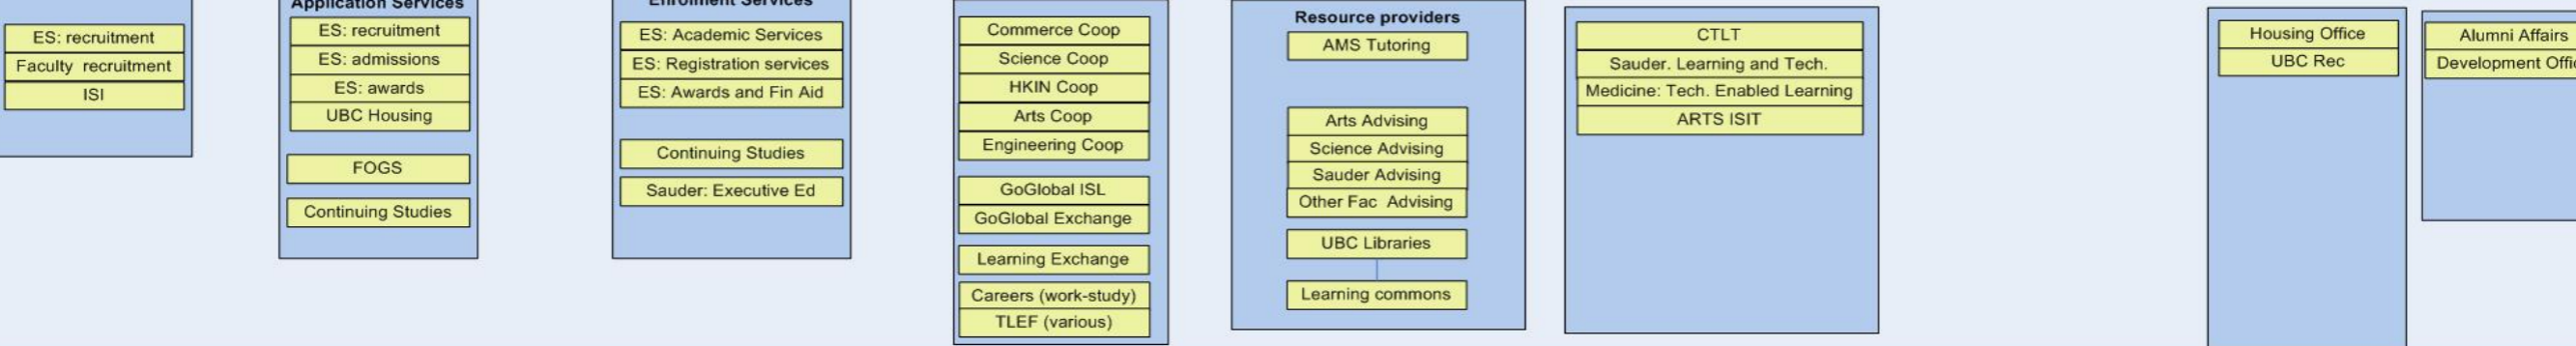 ES: recruitment
Faculty recruitment
ISI
Application Services
ES: recruitment
ES: admissions
ES: awards
UBC Housing
FOGS
Continuing Studies
Enrolment Services
ES: Academic Services
ES: Registration services
ES: Awards and Fin Aid
Continuing Studies
Sauder: Executive Ed
Commerce Coop
Science Coop
HKIN Coop
Arts Coop
Engineering Coop
GoGlobal ISL
GoGlobal Exchange
Learning Exchange
Careers (work-study)
TLEF (various)
Resource providers
AMS Tutoring
Arts Advising
Science Advising
Sauder Advising
Other Fac Advising
UBC Libraries
Learning commons
CTLT
Sauder. Learning and Tech.
Medicine: Tech. Enabled Learning
ARTS ISIT
Housing Office
UBC Rec
Alumni Affairs
Development